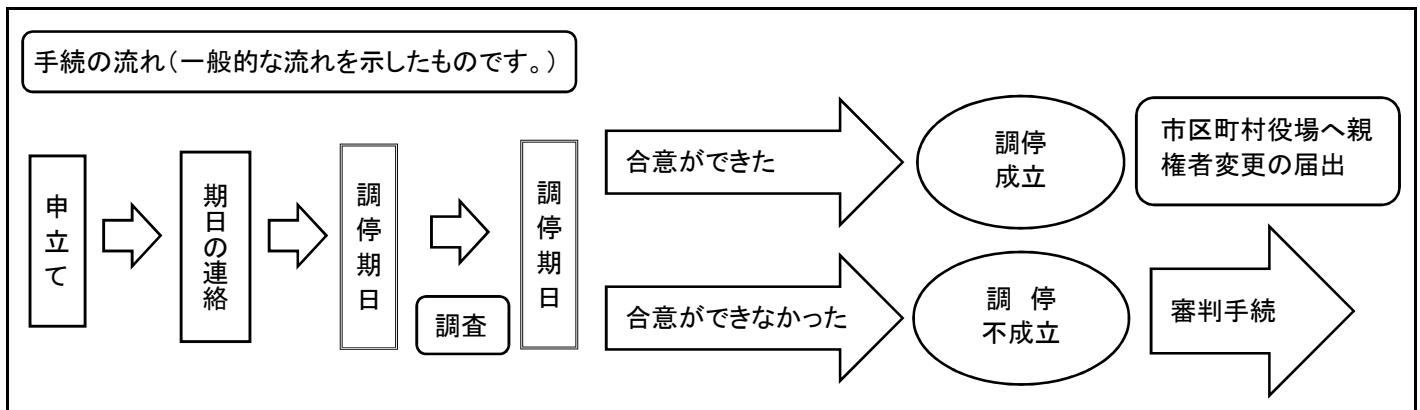 手続の流れ(一般的な流れを示したものです。)
申立て
期日の連絡
調停期日
調査
調停期日
合意ができた
調停
成立
市区町村役場へ親
権者変更の届出
合意ができなかった
調 停
不成立
審判手続